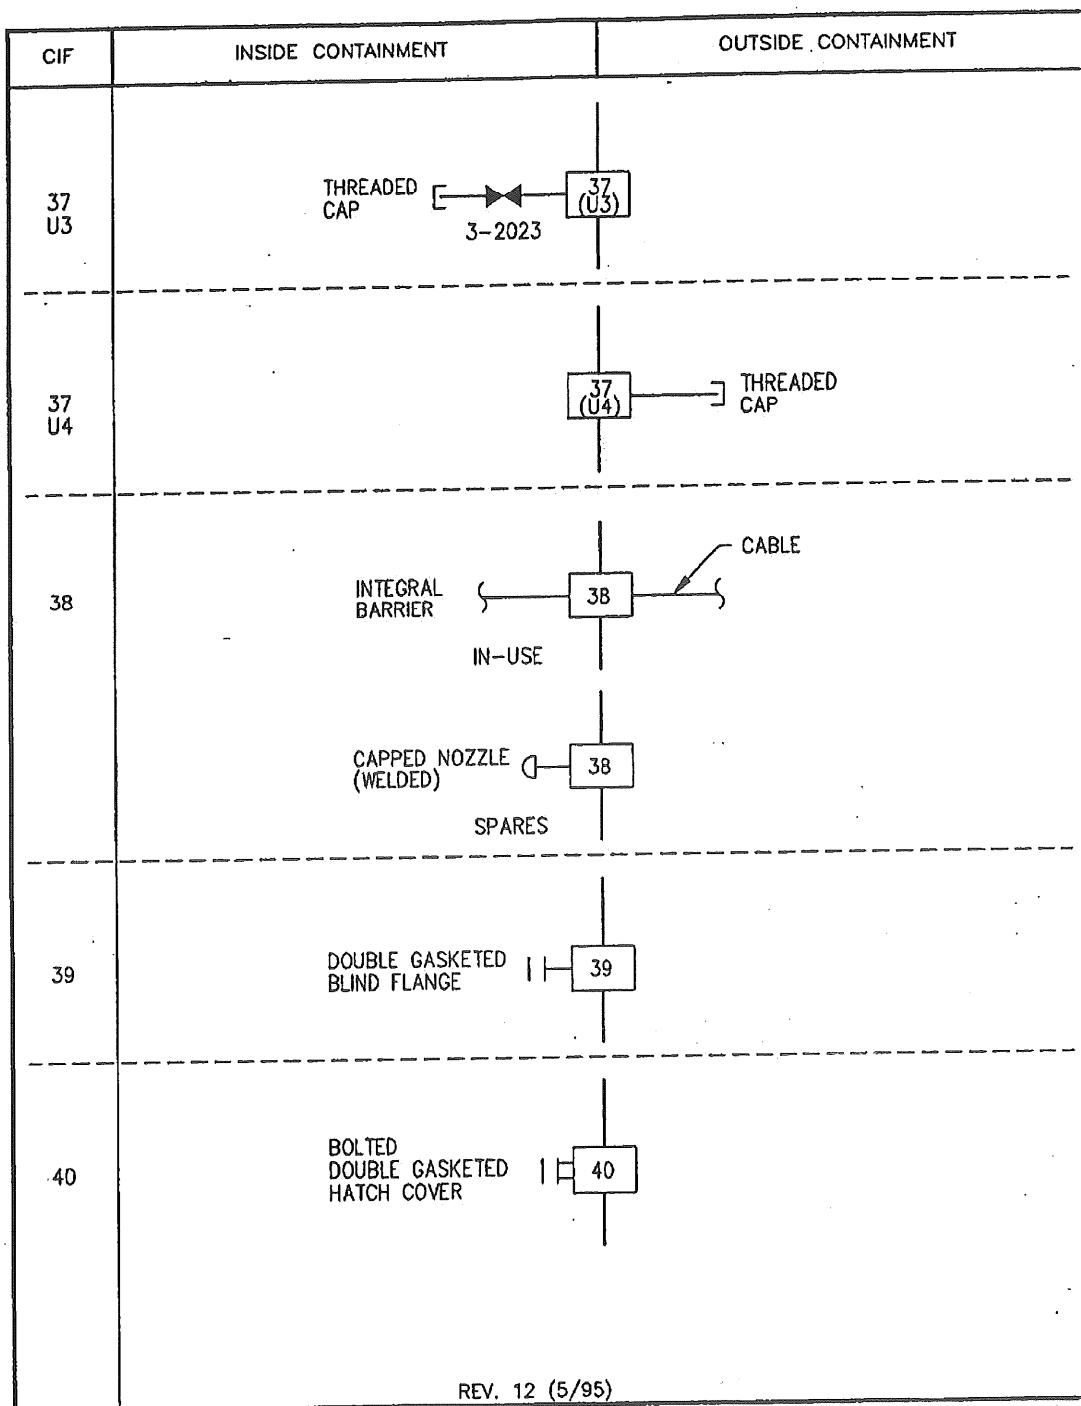 CIF
INSIDE CONTAINMENT
OUTSIDE CONTAINMENT
37
U3
THREADED
CAP
3-2023
37
(U3)
37
U4
37
(U4)
THREADED
CAP
38
INTEGRAL
BARRIER
38
CABLE
IN-USE
CAPPED NOZZLE
(WELDED)
38
SPARES
39
DOUBLE GASKETED
BLIND FLANGE
39
40
BOLTED
DOUBLE GASKETED
HATCH COVER
40
REV. 12 (5/95)